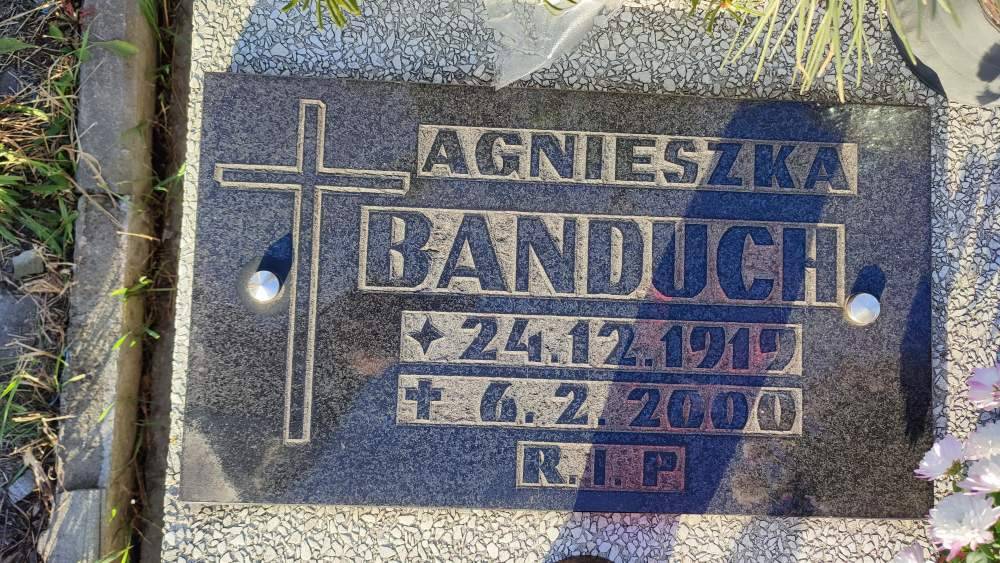 AGNIESZKA
BANDUCH
✦ 24.12.1919
✝ 6.2.2000
R.I.P